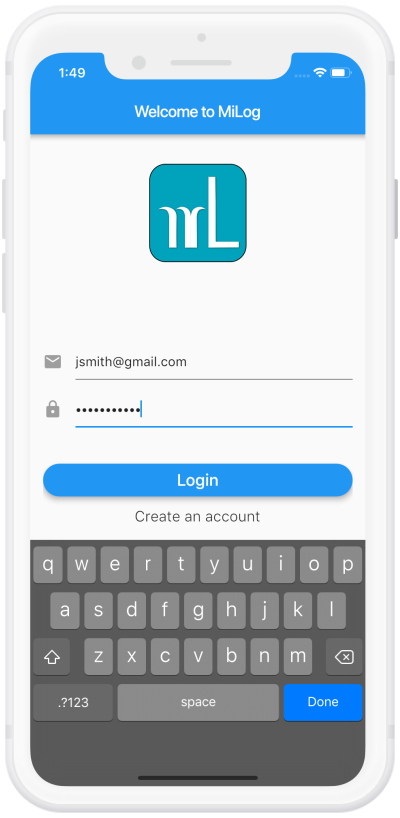 1:49
Welcome to MiLog
mL
jsmith@gmail.com
•••••••••••
Login
Create an account
q w e r t y u i o p
a s d f g h j k l
z x c v b n m
.?123 space Done